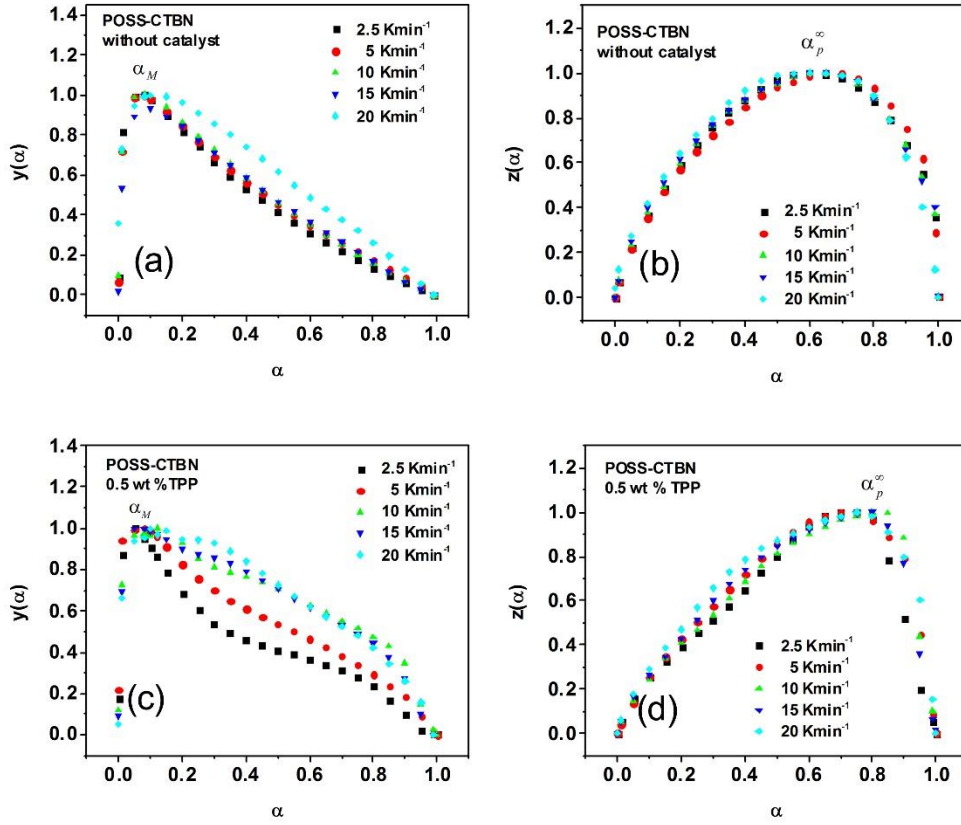 POSS-CTBN
without catalyst
α_M
2.5 Kmin⁻¹
5 Kmin⁻¹
10 Kmin⁻¹
15 Kmin⁻¹
20 Kmin⁻¹
y(α)
1.4
1.2
1.0
0.8
0.6
0.4
0.2
0.0
(a)
0.0 0.2 0.4 0.6 0.8 1.0
α
POSS-CTBN
without catalyst
α_p^∞
z(α)
1.2
1.0
0.8
0.6
0.4
0.2
0.0
2.5 Kmin⁻¹
5 Kmin⁻¹
10 Kmin⁻¹
15 Kmin⁻¹
20 Kmin⁻¹
(b)
0.0 0.2 0.4 0.6 0.8 1.0
α
POSS-CTBN
0.5 wt %TPP
α_M
2.5 Kmin⁻¹
5 Kmin⁻¹
10 Kmin⁻¹
15 Kmin⁻¹
20 Kmin⁻¹
y(α)
1.4
1.2
1.0
0.8
0.6
0.4
0.2
0.0
(c)
0.0 0.2 0.4 0.6 0.8 1.0
α
POSS-CTBN
0.5 wt % TPP
α_p^∞
z(α)
1.2
1.0
0.8
0.6
0.4
0.2
0.0
2.5 Kmin⁻¹
5 Kmin⁻¹
10 Kmin⁻¹
15 Kmin⁻¹
20 Kmin⁻¹
(d)
0.0 0.2 0.4 0.6 0.8 1.0
α